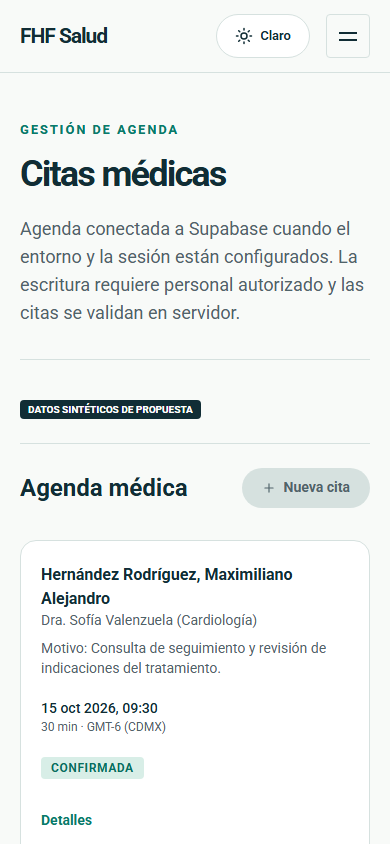 FHF Salud
Claro
GESTIÓN DE AGENDA
Citas médicas
Agenda conectada a Supabase cuando el
entorno y la sesión están configurados. La
escritura requiere personal autorizado y las
citas se validan en servidor.
DATOS SINTÉTICOS DE PROPUESTA
Agenda médica
+ Nueva cita
Hernández Rodríguez, Maximiliano
Alejandro
Dra. Sofía Valenzuela (Cardiología)
Motivo: Consulta de seguimiento y revisión de
indicaciones del tratamiento.
15 oct 2026, 09:30
30 min · GMT-6 (CDMX)
CONFIRMADA
Detalles